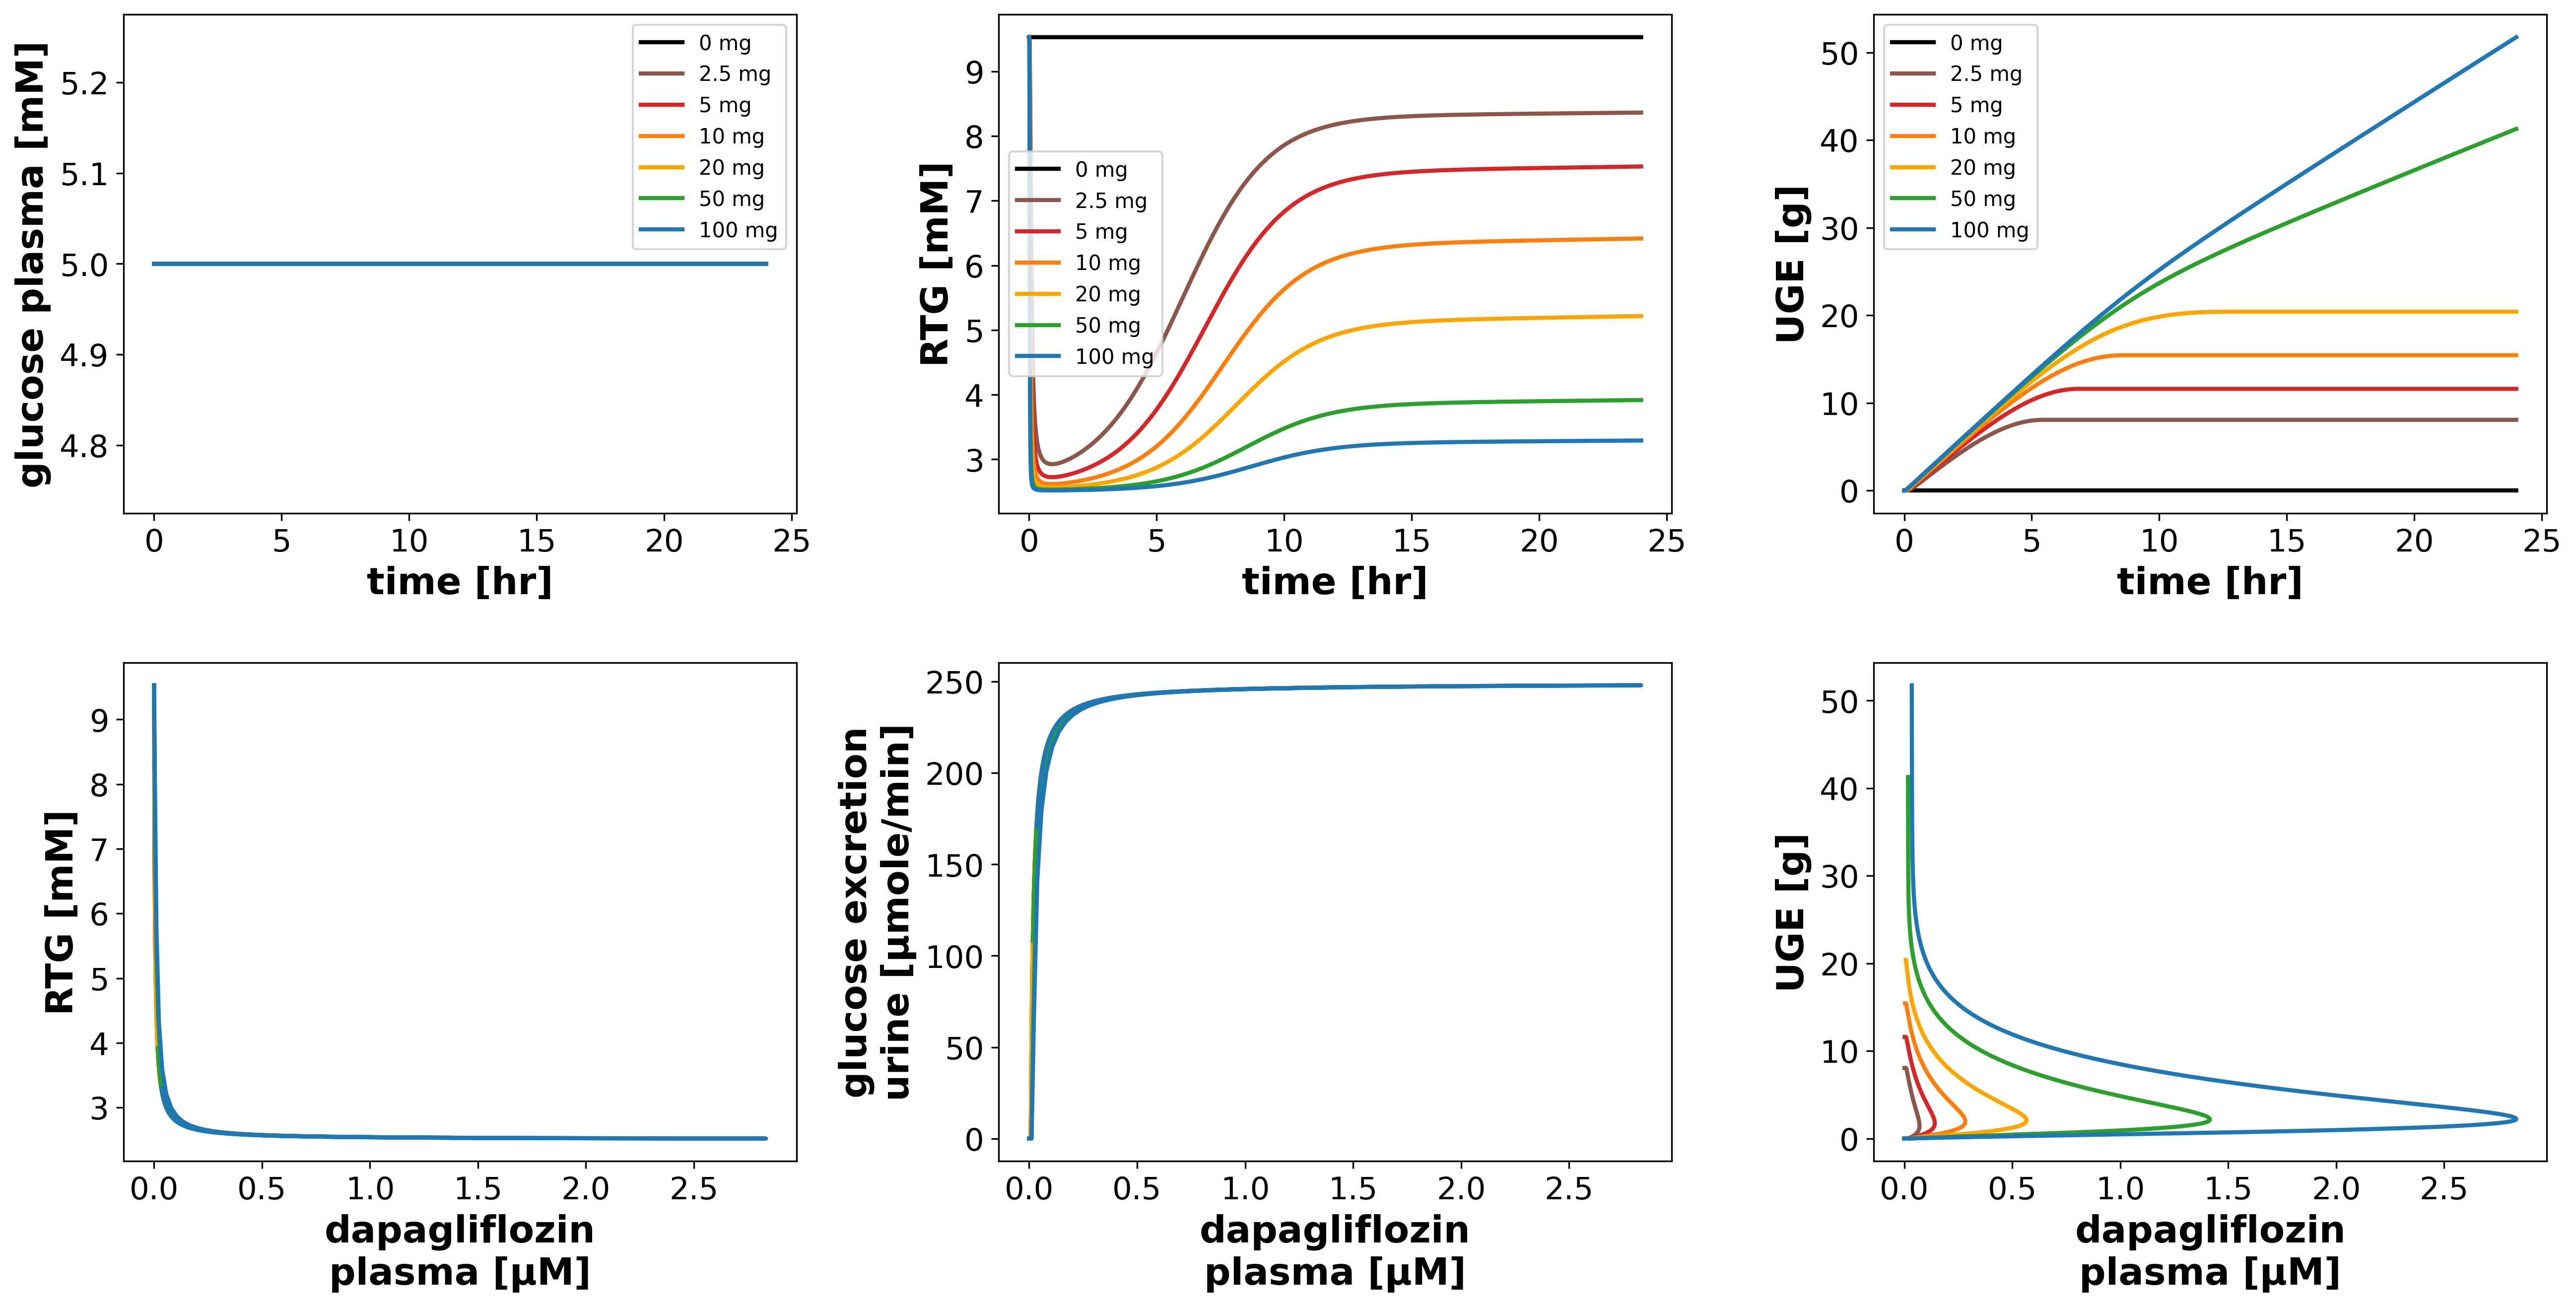 glucose plasma [mM]
5.2
5.1
5.0
4.9
4.8
0 mg
2.5 mg
5 mg
10 mg
20 mg
50 mg
100 mg
0 5 10 15 20 25
time [hr]
RTG [mM]
9
8
7
6
5
4
3
0 mg
2.5 mg
5 mg
10 mg
20 mg
50 mg
100 mg
0 5 10 15 20 25
time [hr]
UGE [g]
50
40
30
20
10
0
0 mg
2.5 mg
5 mg
10 mg
20 mg
50 mg
100 mg
0 5 10 15 20 25
time [hr]
RTG [mM]
9
8
7
6
5
4
3
0.0 0.5 1.0 1.5 2.0 2.5
dapagliflozin
plasma [µM]
glucose excretion
urine [µmole/min]
250
200
150
100
50
0
0.0 0.5 1.0 1.5 2.0 2.5
dapagliflozin
plasma [µM]
UGE [g]
50
40
30
20
10
0
0.0 0.5 1.0 1.5 2.0 2.5
dapagliflozin
plasma [µM]